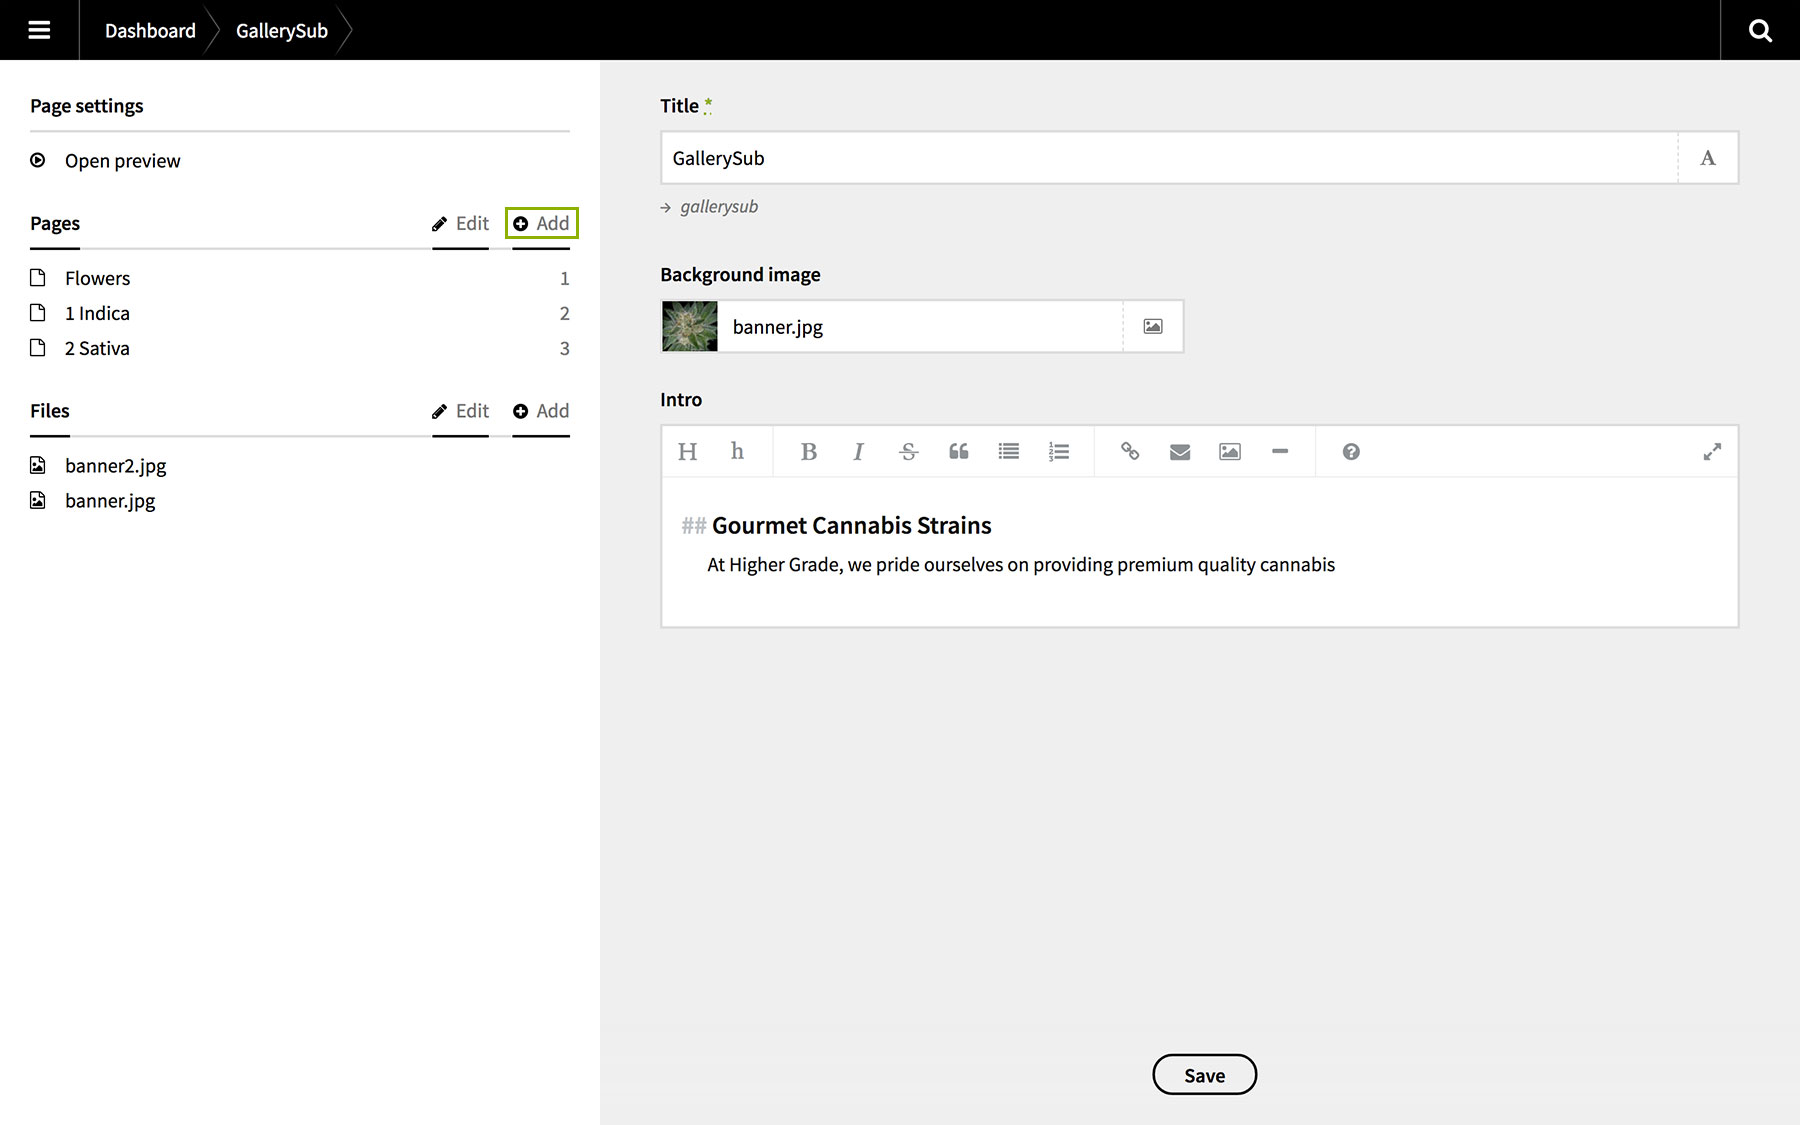 Dashboard GallerySub
Page settings
Open preview
Pages Edit Add
Flowers 1
1 Indica 2
2 Sativa 3
Files Edit Add
banner2.jpg
banner.jpg
Title *
GallerySub A
→ gallerysub
Background image
banner.jpg
Intro
H h B I S
## Gourmet Cannabis Strains
At Higher Grade, we pride ourselves on providing premium quality cannabis
Save